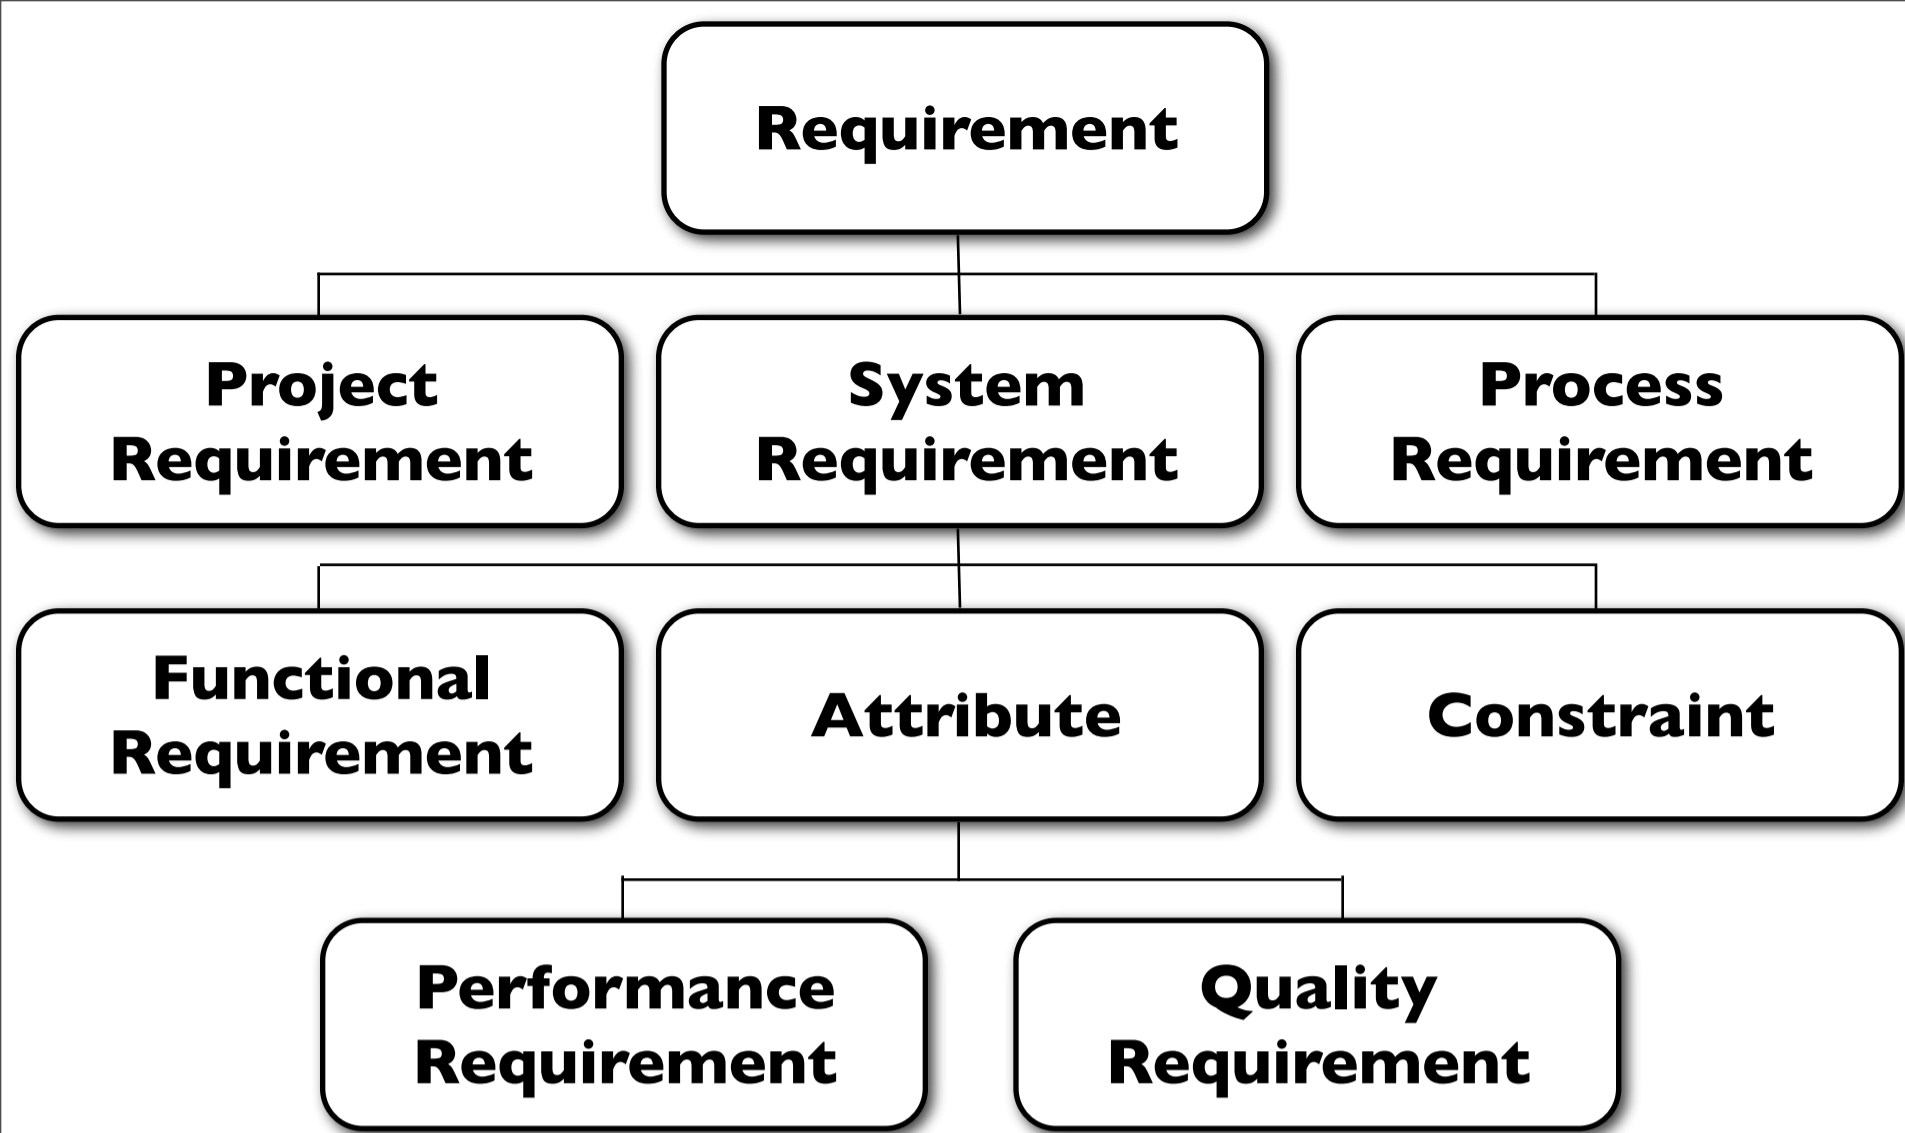 Requirement
Project
Requirement
System
Requirement
Process
Requirement
Functional
Requirement
Attribute
Constraint
Performance
Requirement
Quality
Requirement